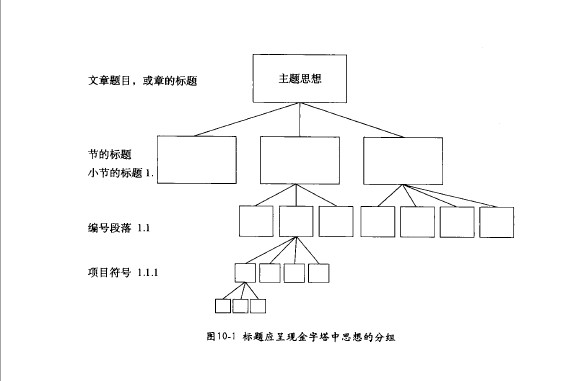 文章题目，或章的标题
主题思想
节的标题
小节的标题 1.
编号段落 1.1
项目符号 1.1.1
图10-1 标题应呈现金字塔中思想的分组